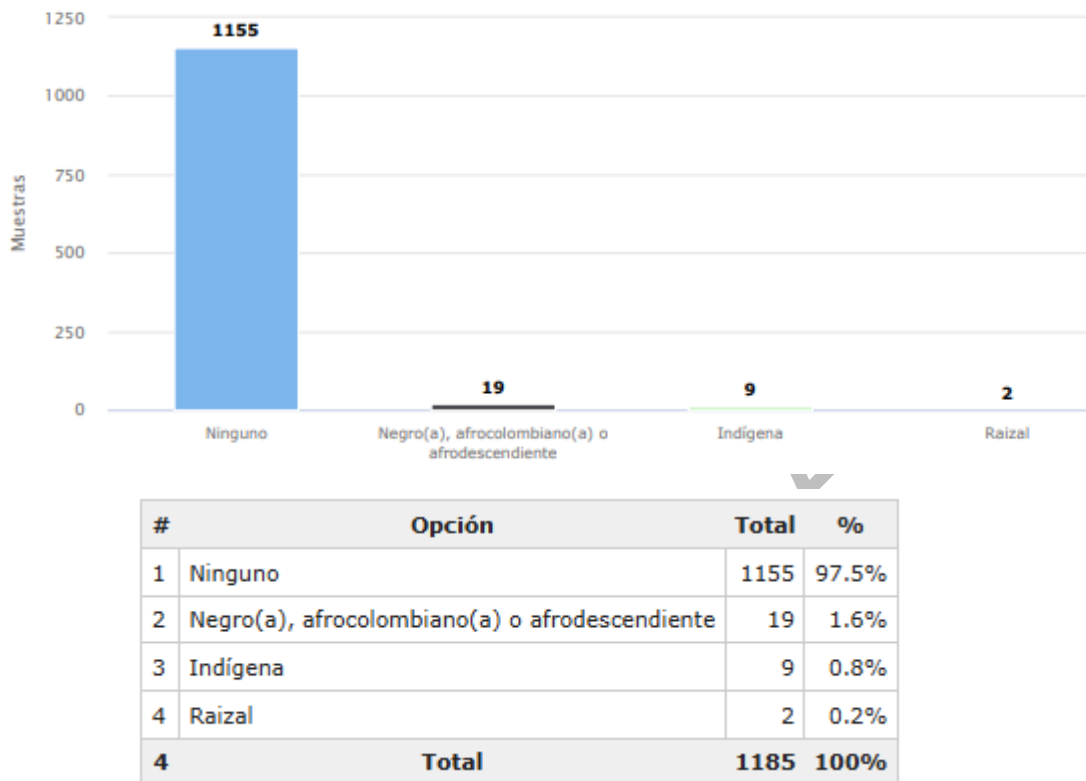 1250
1155
1000
750
Muestras
500
250
19
9
2
0
Ninguno
Negro(a), afrocolombiano(a) o
afrodescendiente
Indígena
Raizal
# Opción Total %
1 Ninguno 1155 97.5%
2 Negro(a), afrocolombiano(a) o afrodescendiente 19 1.6%
3 Indígena 9 0.8%
4 Raizal 2 0.2%
4 Total 1185 100%